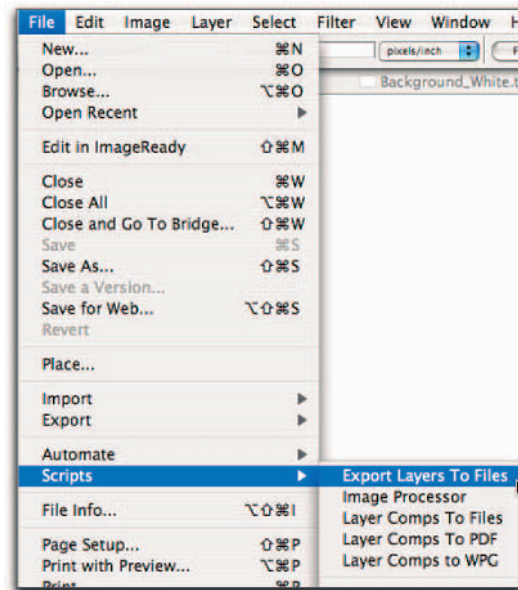 File Edit Image Layer Select Filter View Window
pixels/inch
Background_White.t
New... ⌘N
Open... ⌘O
Browse... ⌥⌘O
Open Recent
Edit in ImageReady ⇧⌘M
Close ⌘W
Close All ⌥⌘W
Close and Go To Bridge... ⇧⌘W
Save ⌘S
Save As... ⇧⌘S
Save a Version...
Save for Web... ⌥⇧⌘S
Revert
Place...
Import
Export
Automate
Scripts
Export Layers To Files
Image Processor
Layer Comps To Files
Layer Comps To PDF
Layer Comps to WPG
File Info... ⌥⇧⌘I
Page Setup... ⇧⌘P
Print with Preview... ⌥⌘P
Print ⌘P